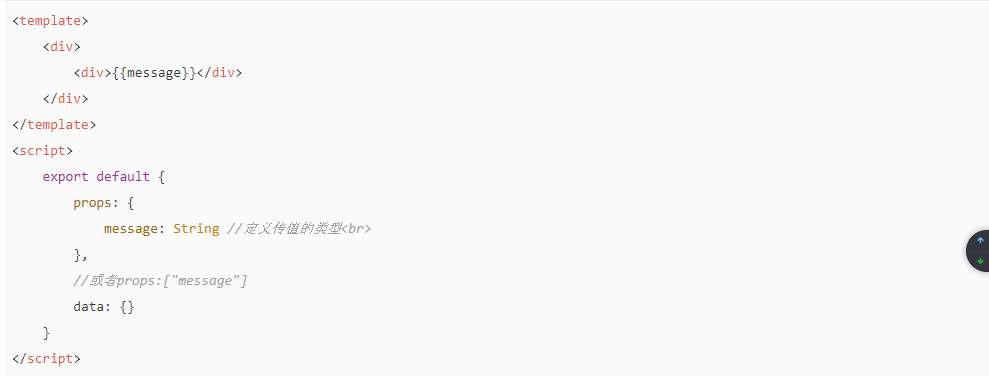 <template>
    <div>
        <div>{{message}}</div>
    </div>
</template>
<script>
    export default {
        props: {
            message: String //定义传值的类型<br>
        },
        //或者props:["message"]
        data: {}
    }
</script>